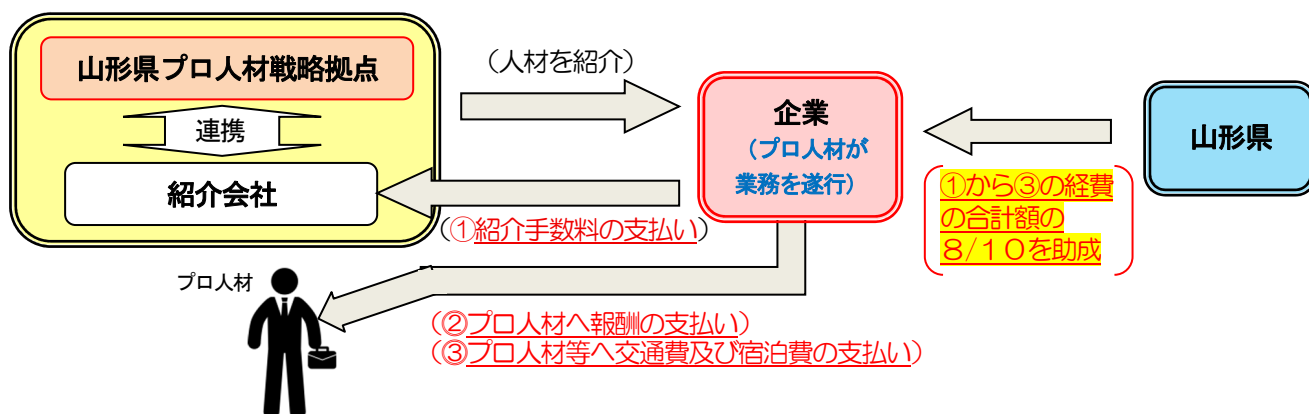 山形県プロ人材戦略拠点
連携
紹介会社
（人材を紹介）
（①紹介手数料の支払い）
企業
（プロ人材が
業務を遂行）
山形県
①から③の経費
の合計額の
８/１０を助成
プロ人材
（②プロ人材へ報酬の支払い）
（③プロ人材等へ交通費及び宿泊費の支払い）